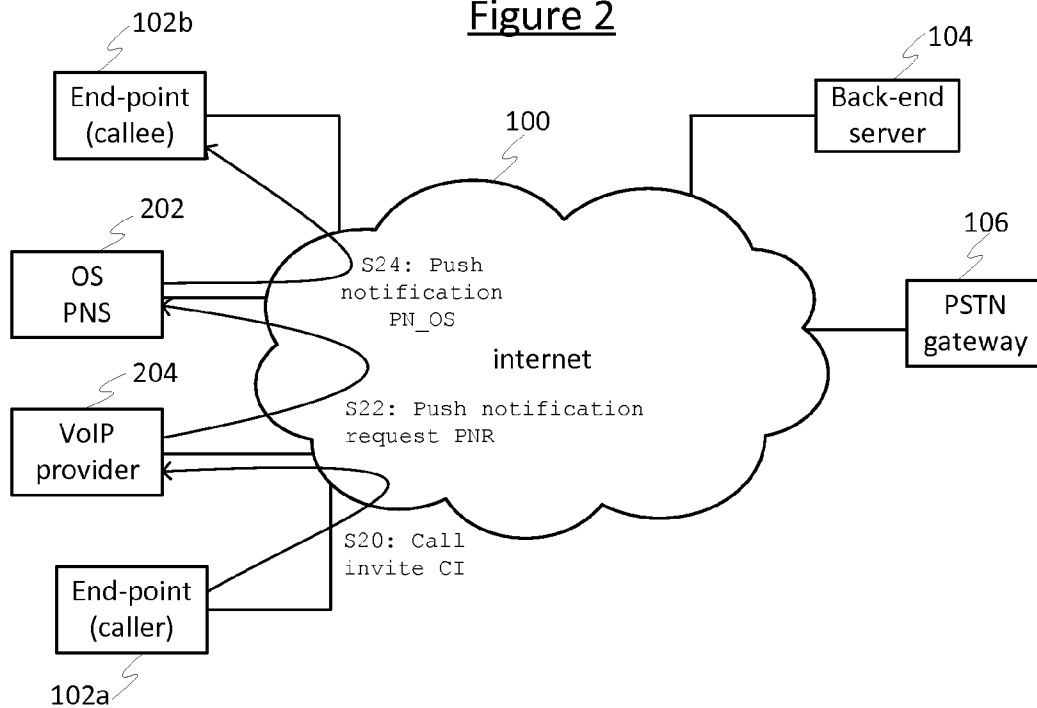 Figure 2
102b
End-point
(callee)
104
Back-end
server
100
202
OS
PNS
S24: Push
notification
PN_OS
106
PSTN
gateway
internet
204
VoIP
provider
S22: Push notification
request PNR
S20: Call
invite CI
End-point
(caller)
102a